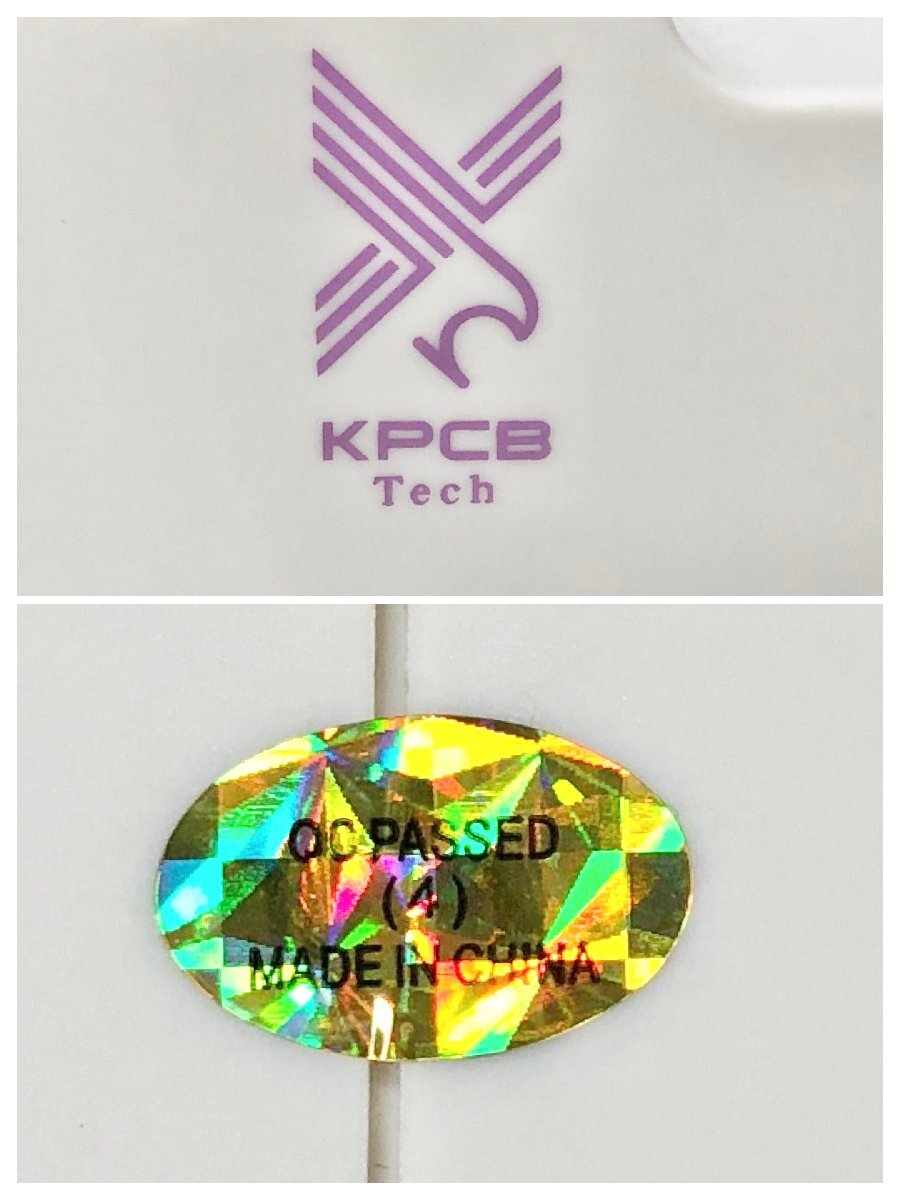 KPCB
Tech
QC PASSED
(4)
MADE IN CHINA